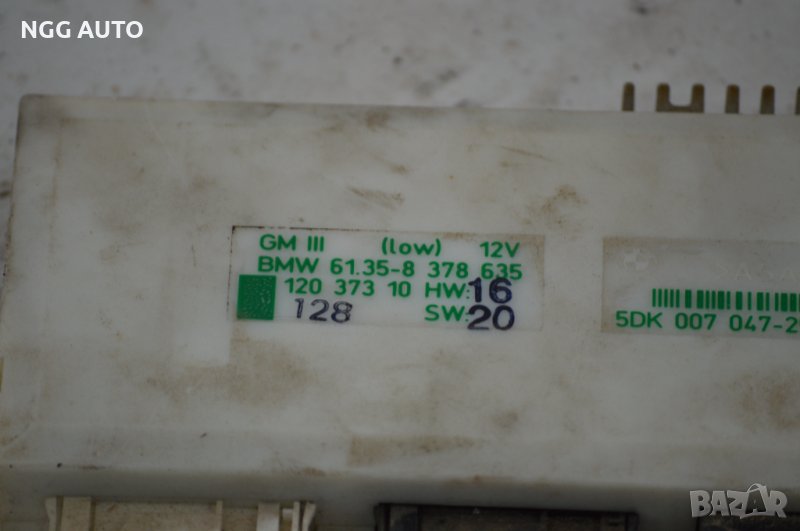 NGG AUTO
GM III (low) 12V
BMW 61.35-8 378 635
120 373 10 HW: 16
128 SW: 20
5DK 007 047-2
BAZAR